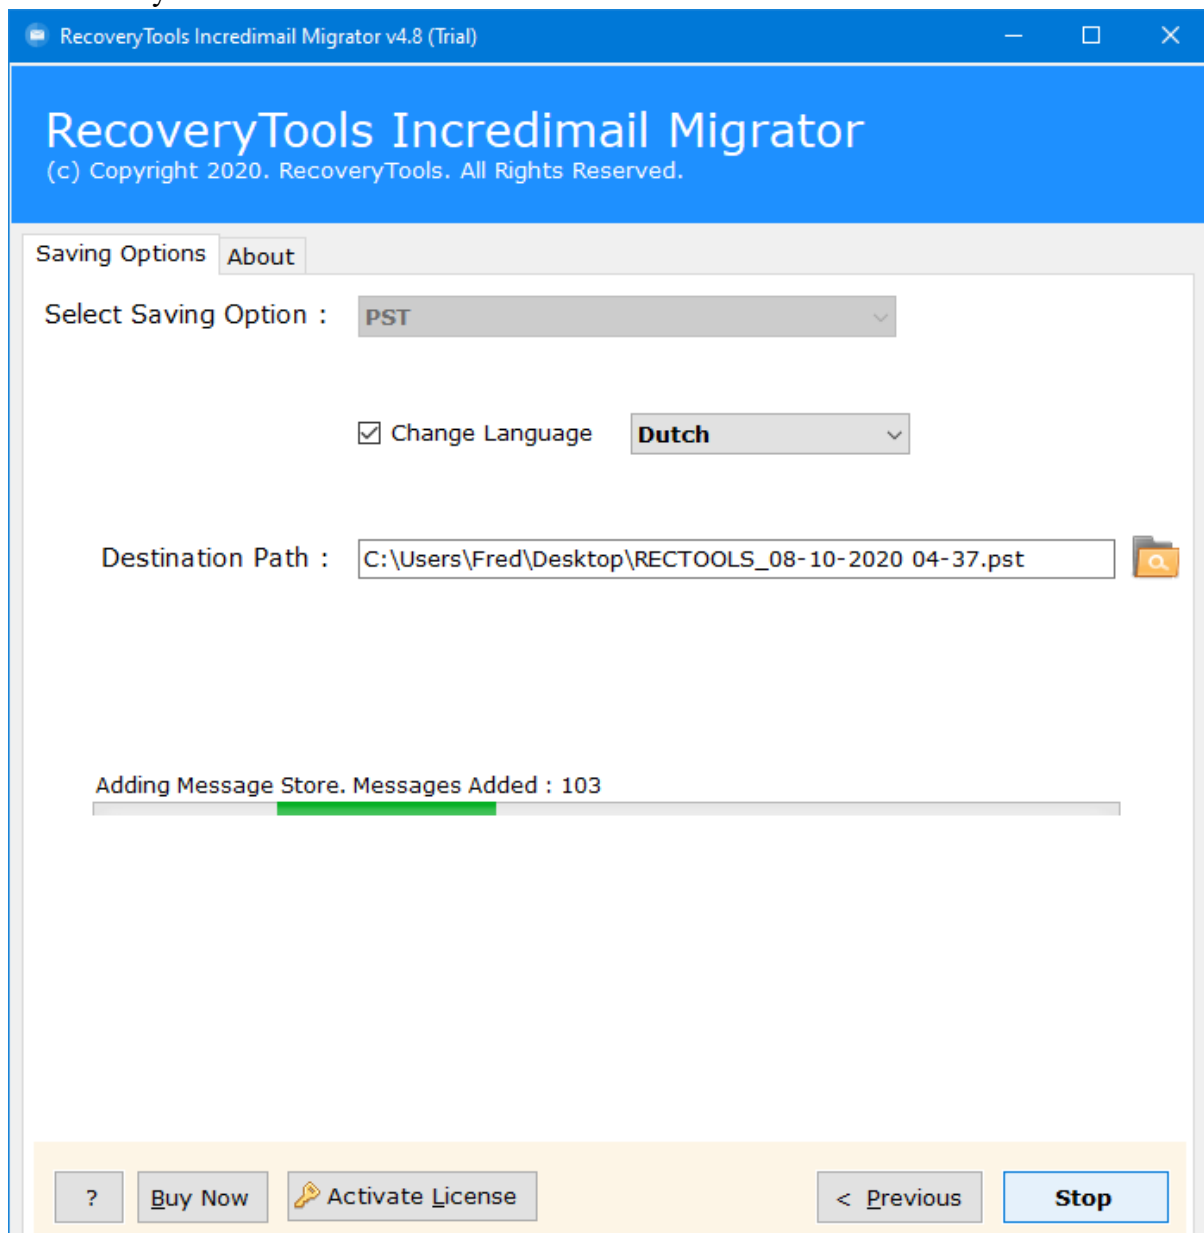 RecoveryTools Incredimail Migrator v4.8 (Trial)
RecoveryTools Incredimail Migrator
(c) Copyright 2020. RecoveryTools. All Rights Reserved.
Saving Options About
Select Saving Option : PST
Change Language Dutch
Destination Path : C:\Users\Fred\Desktop\RECTOOLS_08-10-2020 04-37.pst
Adding Message Store. Messages Added : 103
? Buy Now Activate License < Previous Stop